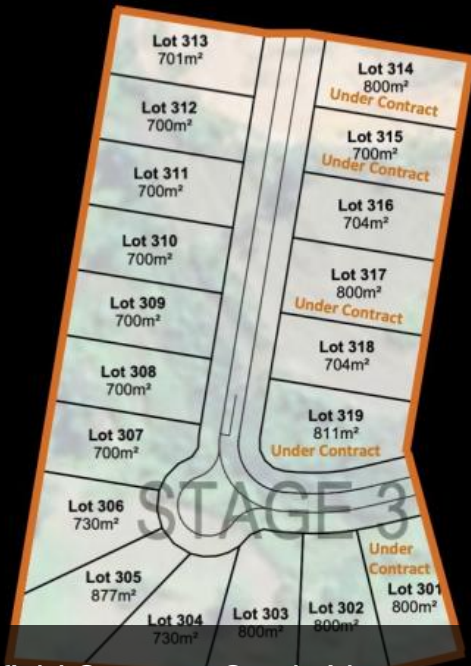 Lot 313
701m²
Lot 314
800m²
Under Contract
Lot 312
700m²
Lot 315
700m²
Under Contract
Lot 311
700m²
Lot 316
704m²
Lot 310
700m²
Lot 317
800m²
Under Contract
Lot 309
700m²
Lot 318
704m²
Lot 308
700m²
Lot 319
811m²
Under Contract
Lot 307
700m²
STAGE 3
Lot 306
730m²
Under
Contract
Lot 301
800m²
Lot 305
877m²
Lot 304
730m²
Lot 303
800m²
Lot 302
800m²